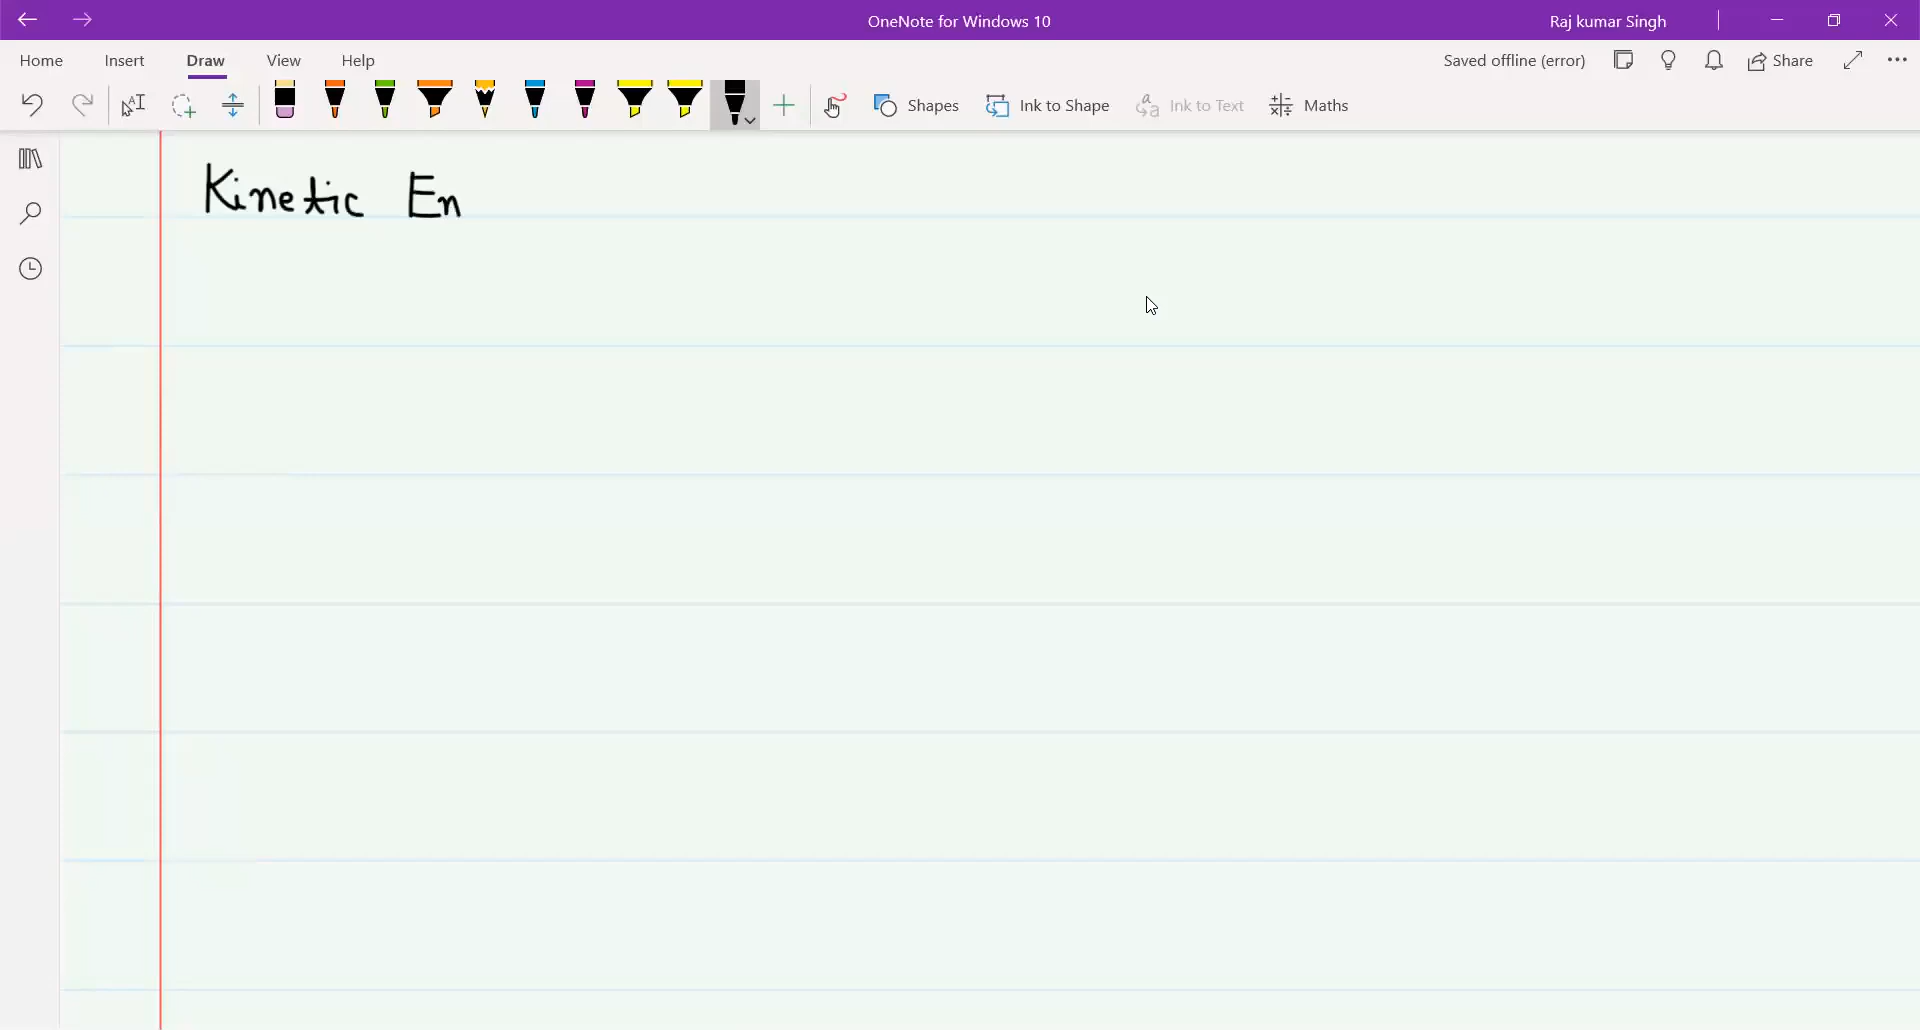 OneNote for Windows 10
Raj kumar Singh
Home Insert Draw View Help
Saved offline (error)
Share
Shapes
Ink to Shape
Ink to Text
Maths
Kinetic En